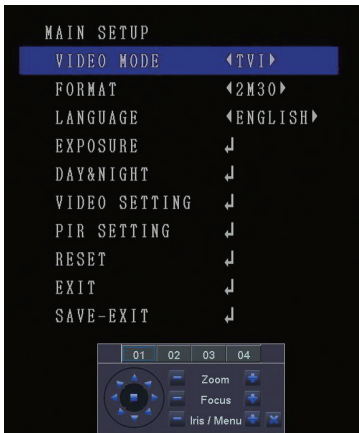 MAIN SETUP
VIDEO MODE TVI
FORMAT 2M30
LANGUAGE ENGLISH
EXPOSURE
DAY&NIGHT
VIDEO SETTING
PIR SETTING
RESET
EXIT
SAVE-EXIT
01 02 03 04
Zoom
Focus
Iris / Menu